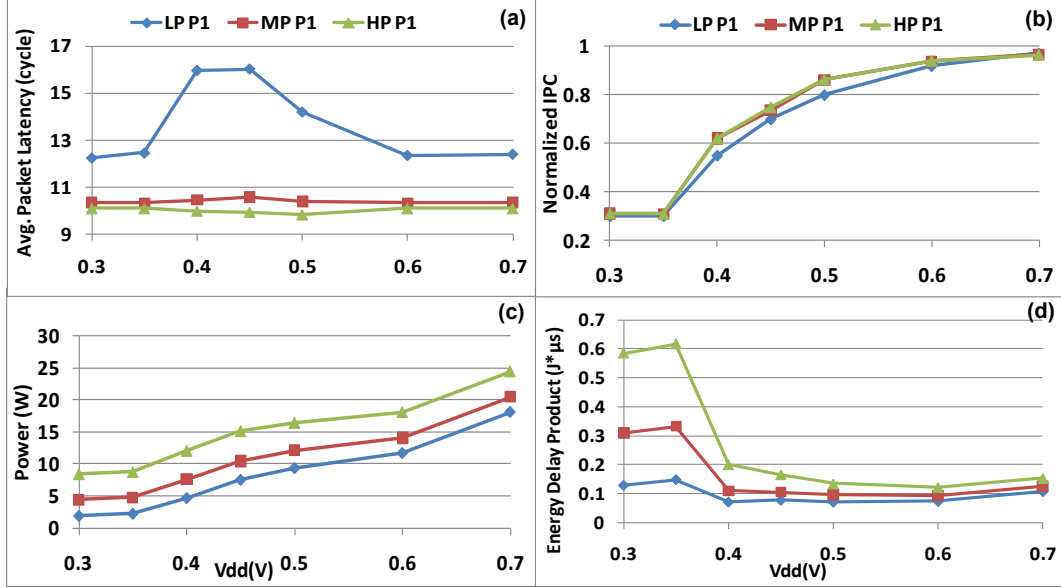 (a)
LP P1 MP P1 HP P1
Avg. Packet Latency (cycle)
17
15
13
11
9
0.3 0.4 0.5 0.6 0.7
(b)
LP P1 MP P1 HP P1
Normalized IPC
1
0.8
0.6
0.4
0.2
0.3 0.4 0.5 0.6 0.7
(c)
Power (W)
30
25
20
15
10
5
0
0.3 0.4 0.5 0.6 0.7
Vdd(V)
(d)
Energy Delay Product (J*μs)
0.7
0.6
0.5
0.4
0.3
0.2
0.1
0
0.3 0.4 0.5 0.6 0.7
Vdd(V)